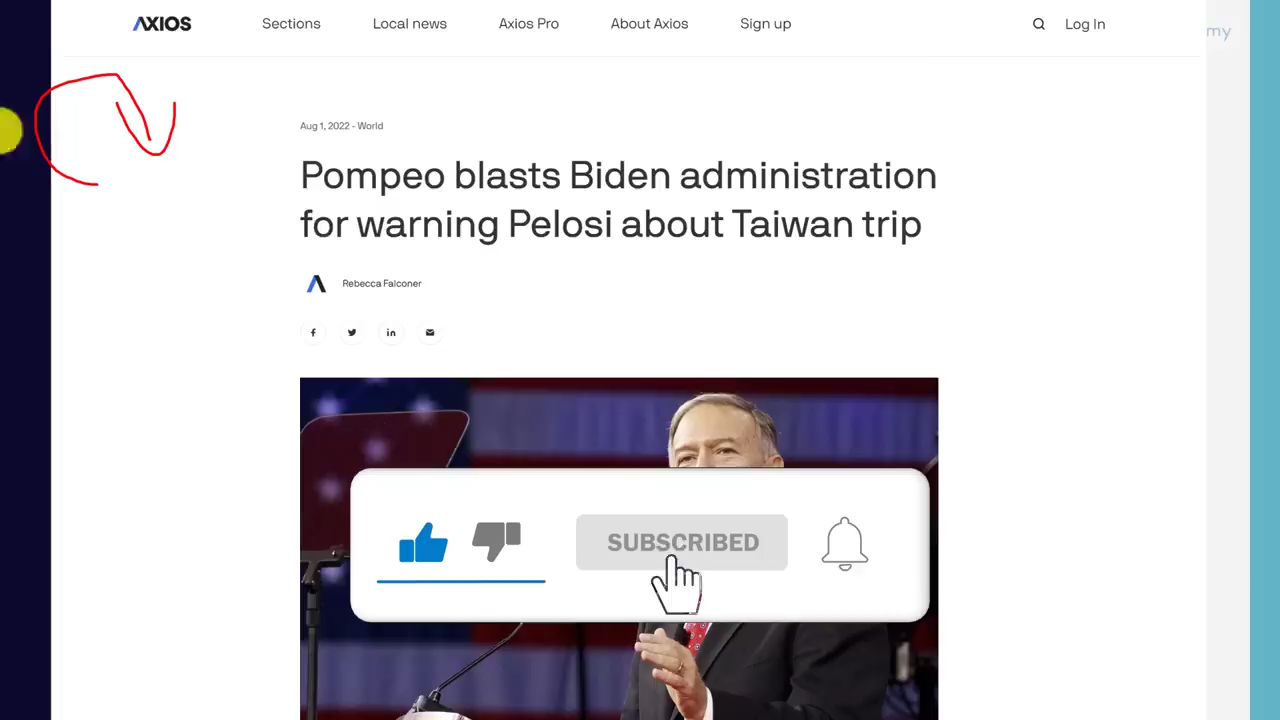 AXIOS Sections Local news Axios Pro About Axios Sign up Log In
my
Aug 1, 2022 - World
Pompeo blasts Biden administration
for warning Pelosi about Taiwan trip
Rebecca Falconer
SUBSCRIBED